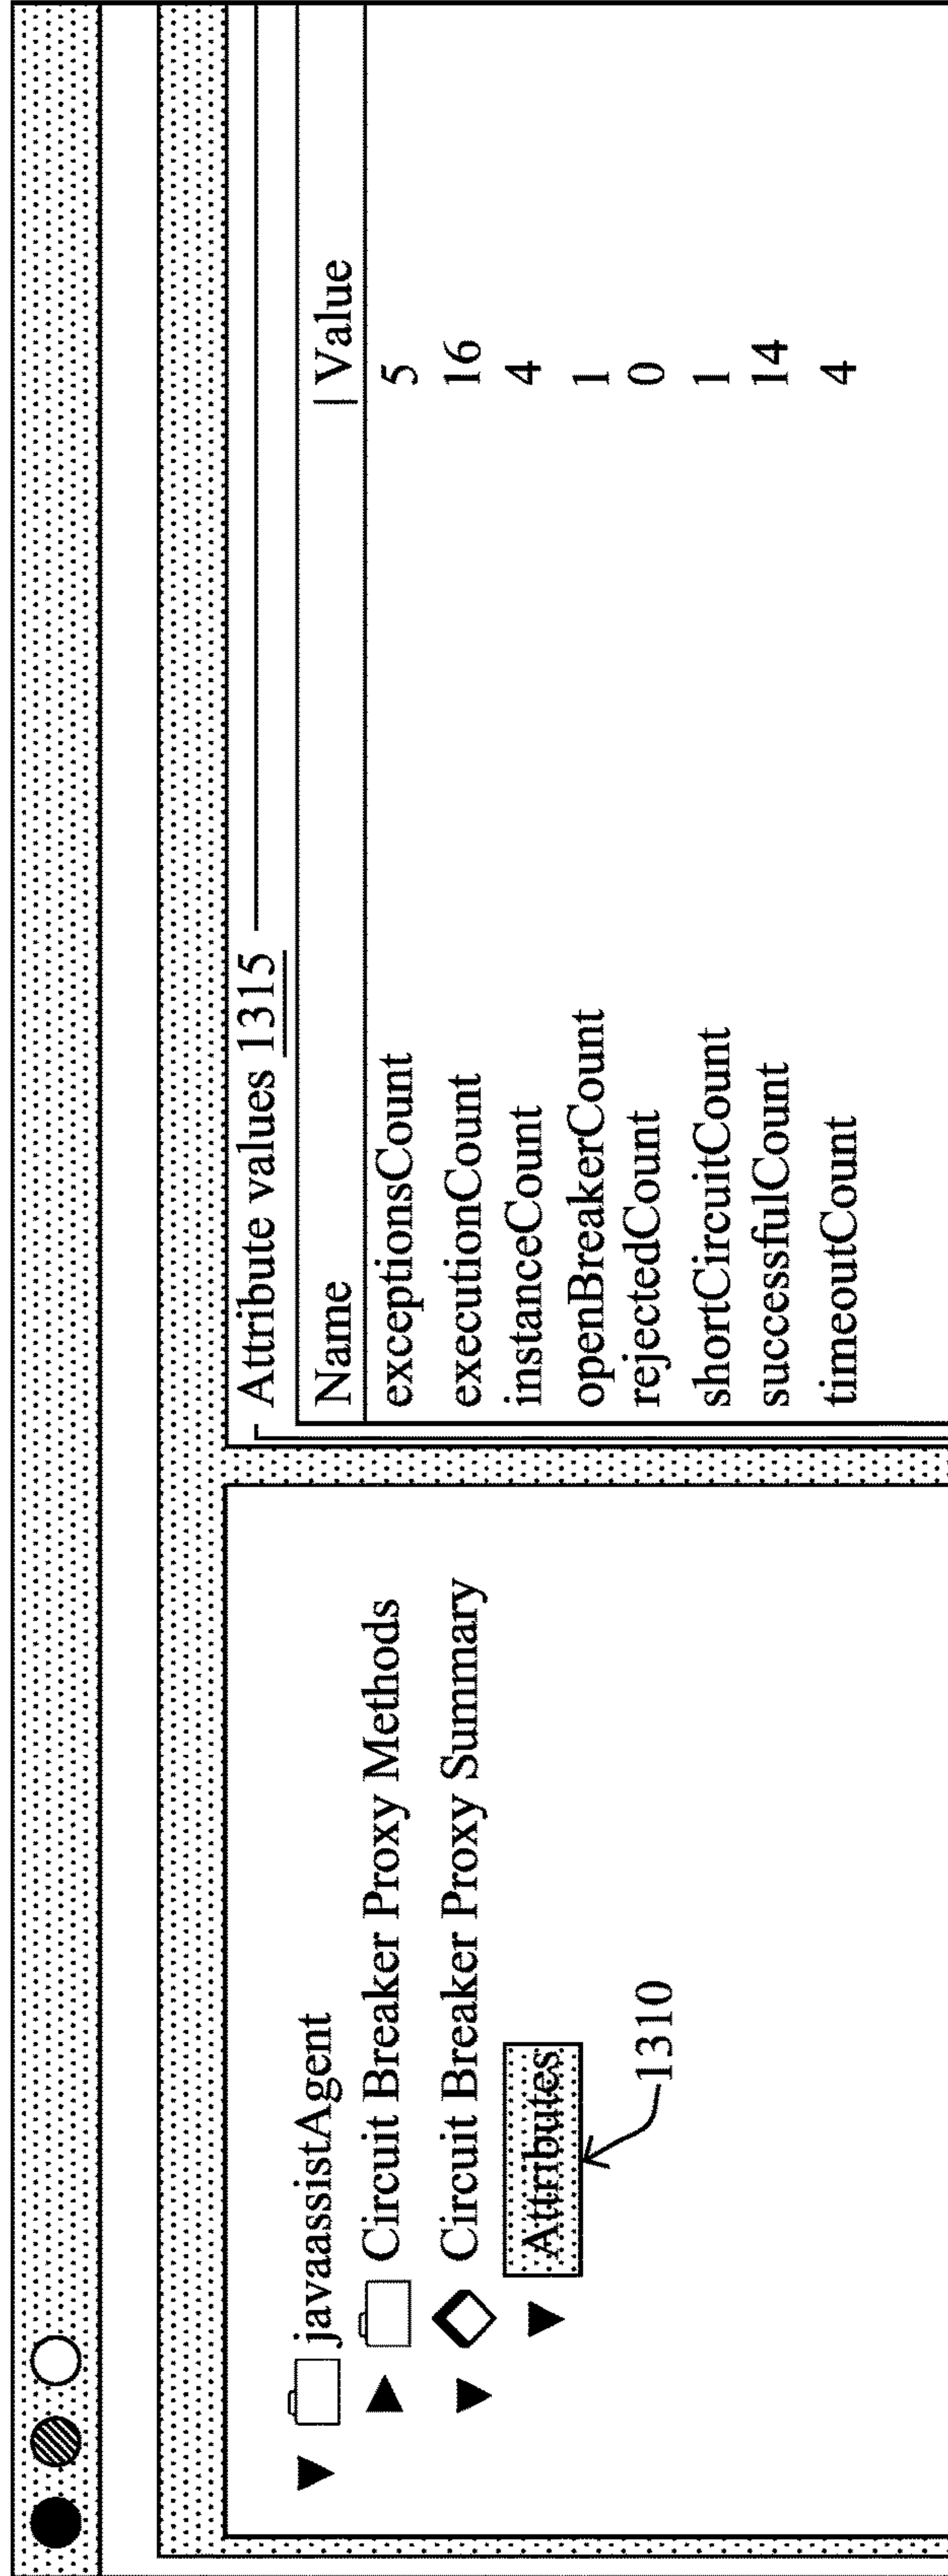 javaassistAgent
Circuit Breaker Proxy Methods
Circuit Breaker Proxy Summary
Attributes
1310
Attribute values 1315
Name | Value
exceptionsCount 5
executionCount 16
instanceCount 4
openBreakerCount 1
rejectedCount 0
shortCircuitCount 1
successfulCount 14
timeoutCount 4